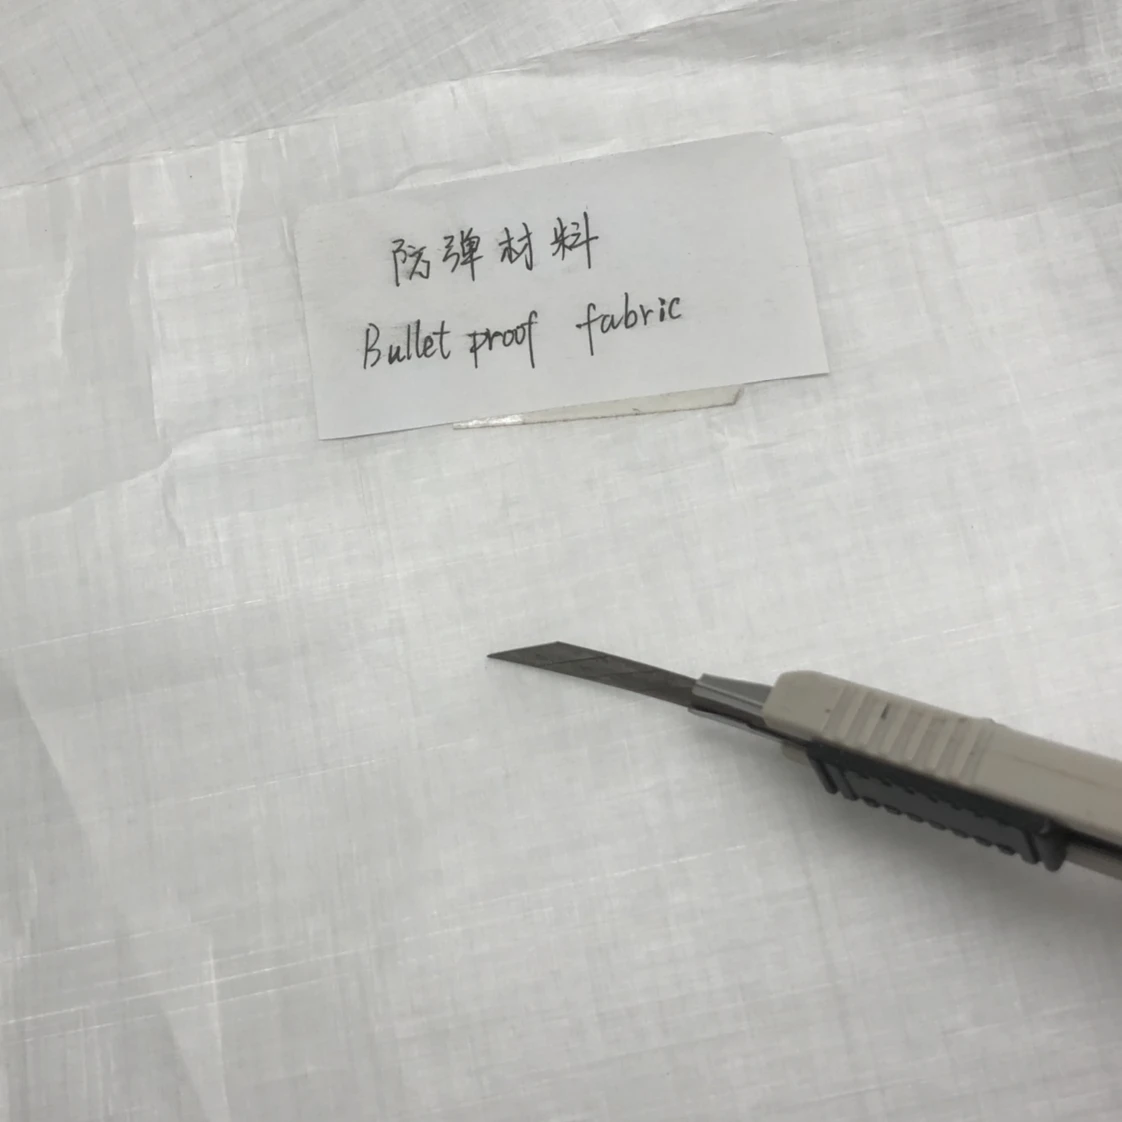 防弹材料
Bullet proof fabric